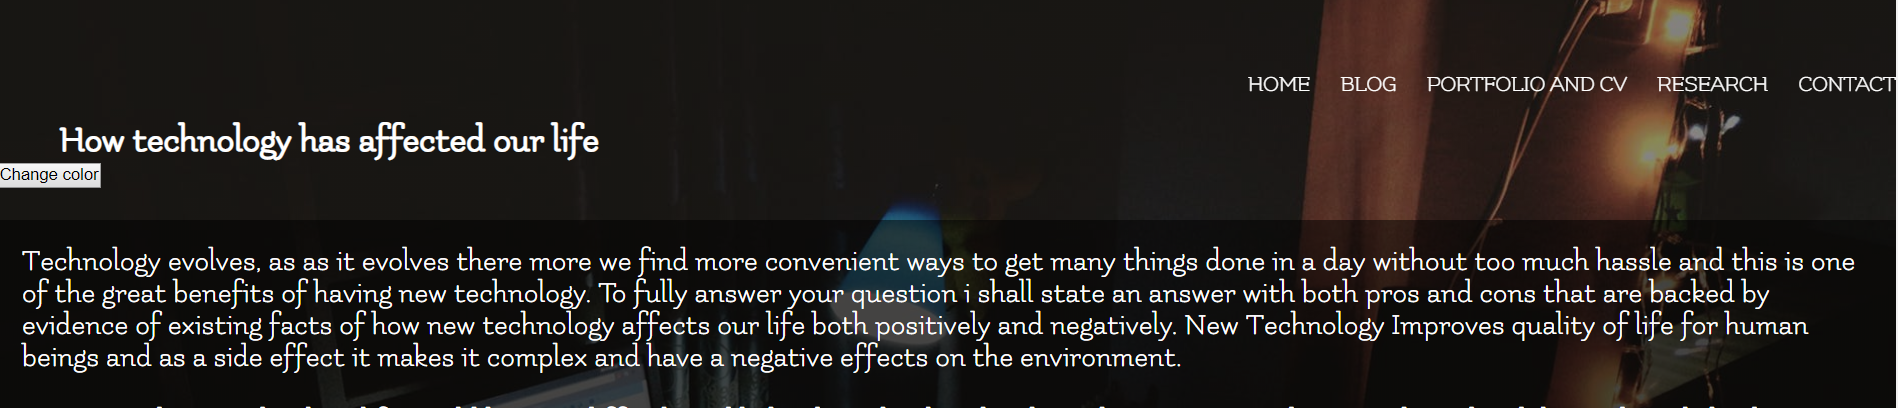 HOME BLOG PORTFOLIO AND CV RESEARCH CONTACT
How technology has affected our life
Change color
Technology evolves, as as it evolves there more we find more convenient ways to get many things done in a day without too much hassle and this is one
of the great benefits of having new technology. To fully answer your question i shall state an answer with both pros and cons that are backed by
evidence of existing facts of how new technology affects our life both positively and negatively. New Technology Improves quality of life for human
beings and as a side effect it makes it complex and have a negative effects on the environment.